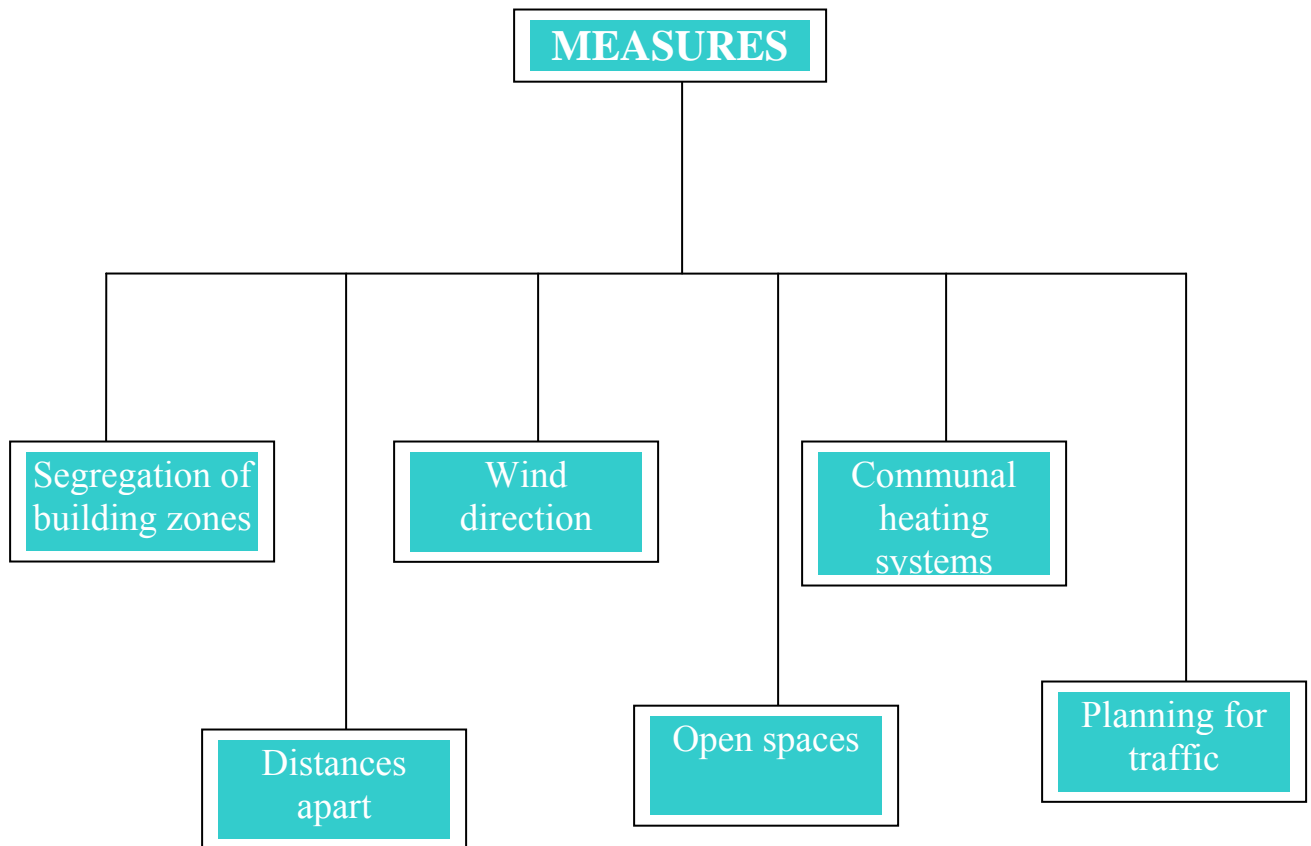 MEASURES
Segregation of
building zones
Wind
direction
Communal
heating
systems
Distances
apart
Open spaces
Planning for
traffic